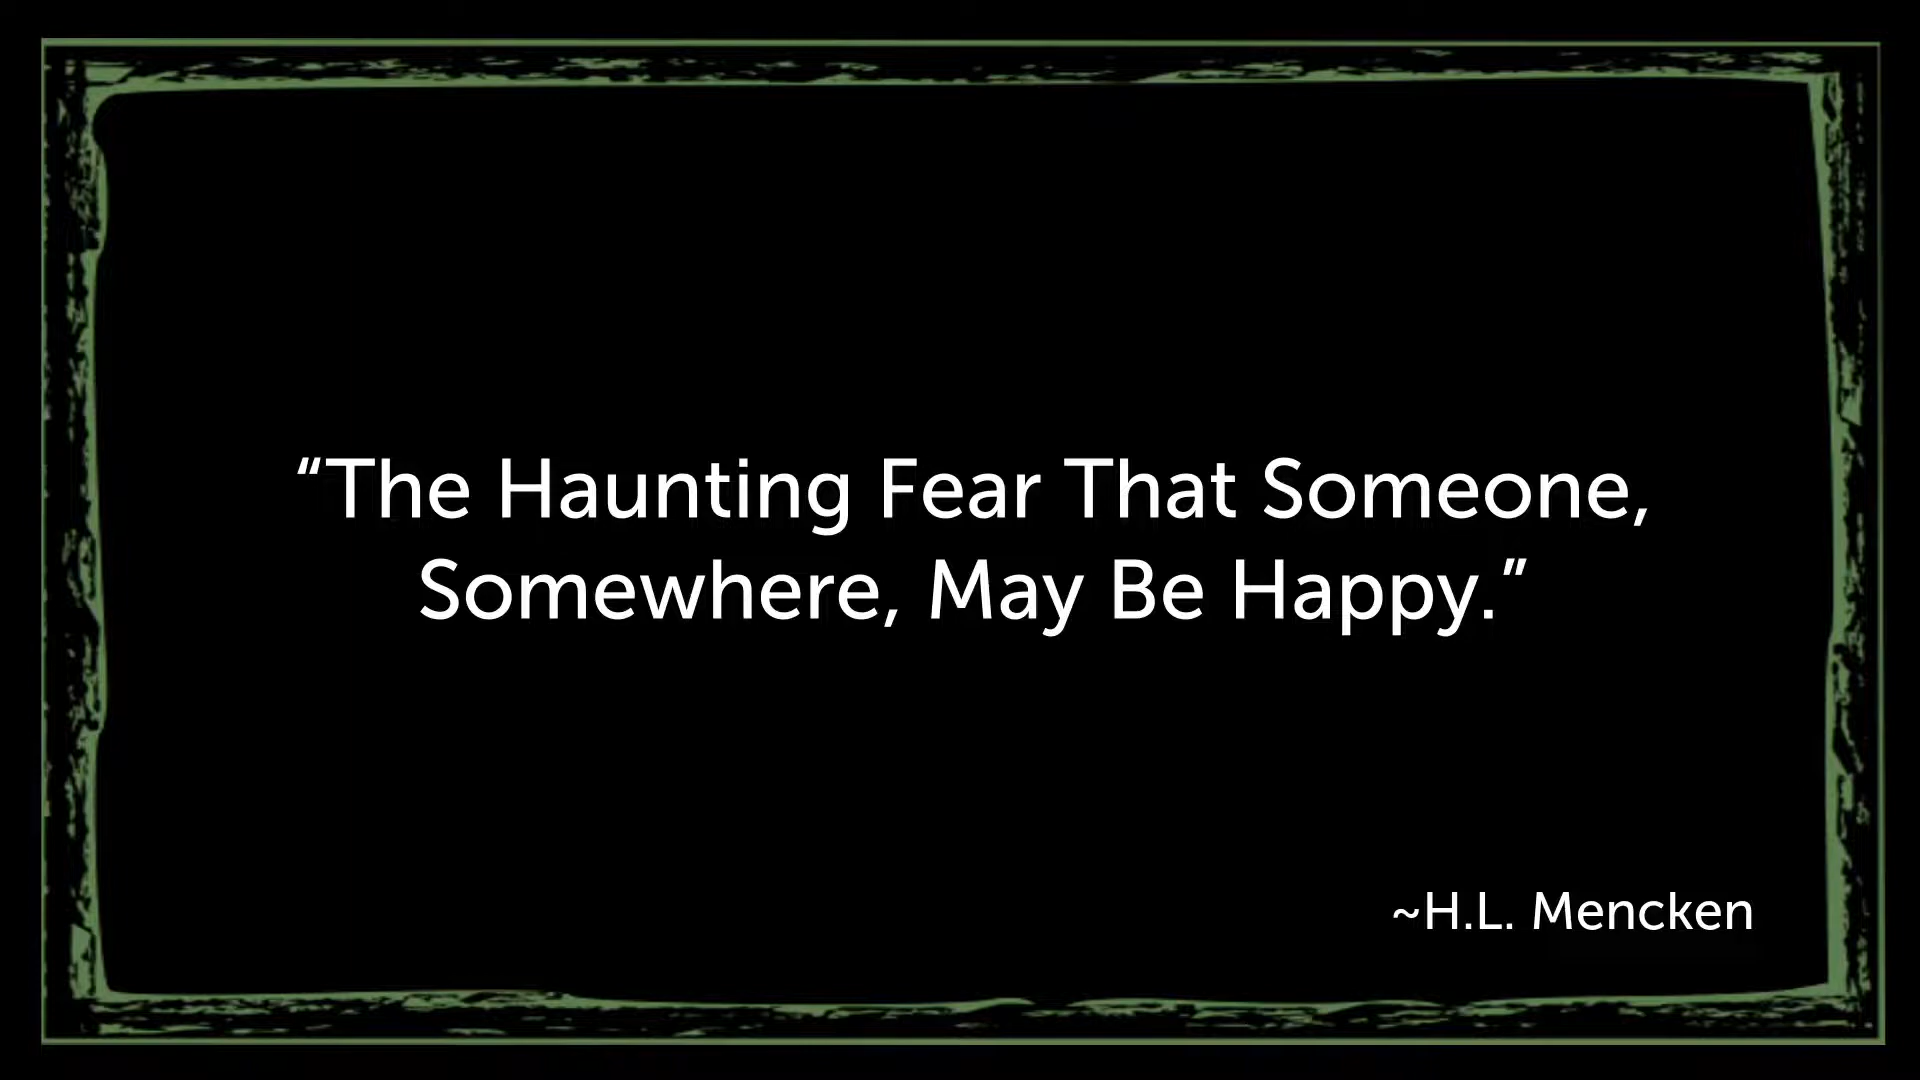 “The Haunting Fear That Someone,
Somewhere, May Be Happy.”
~H.L. Mencken